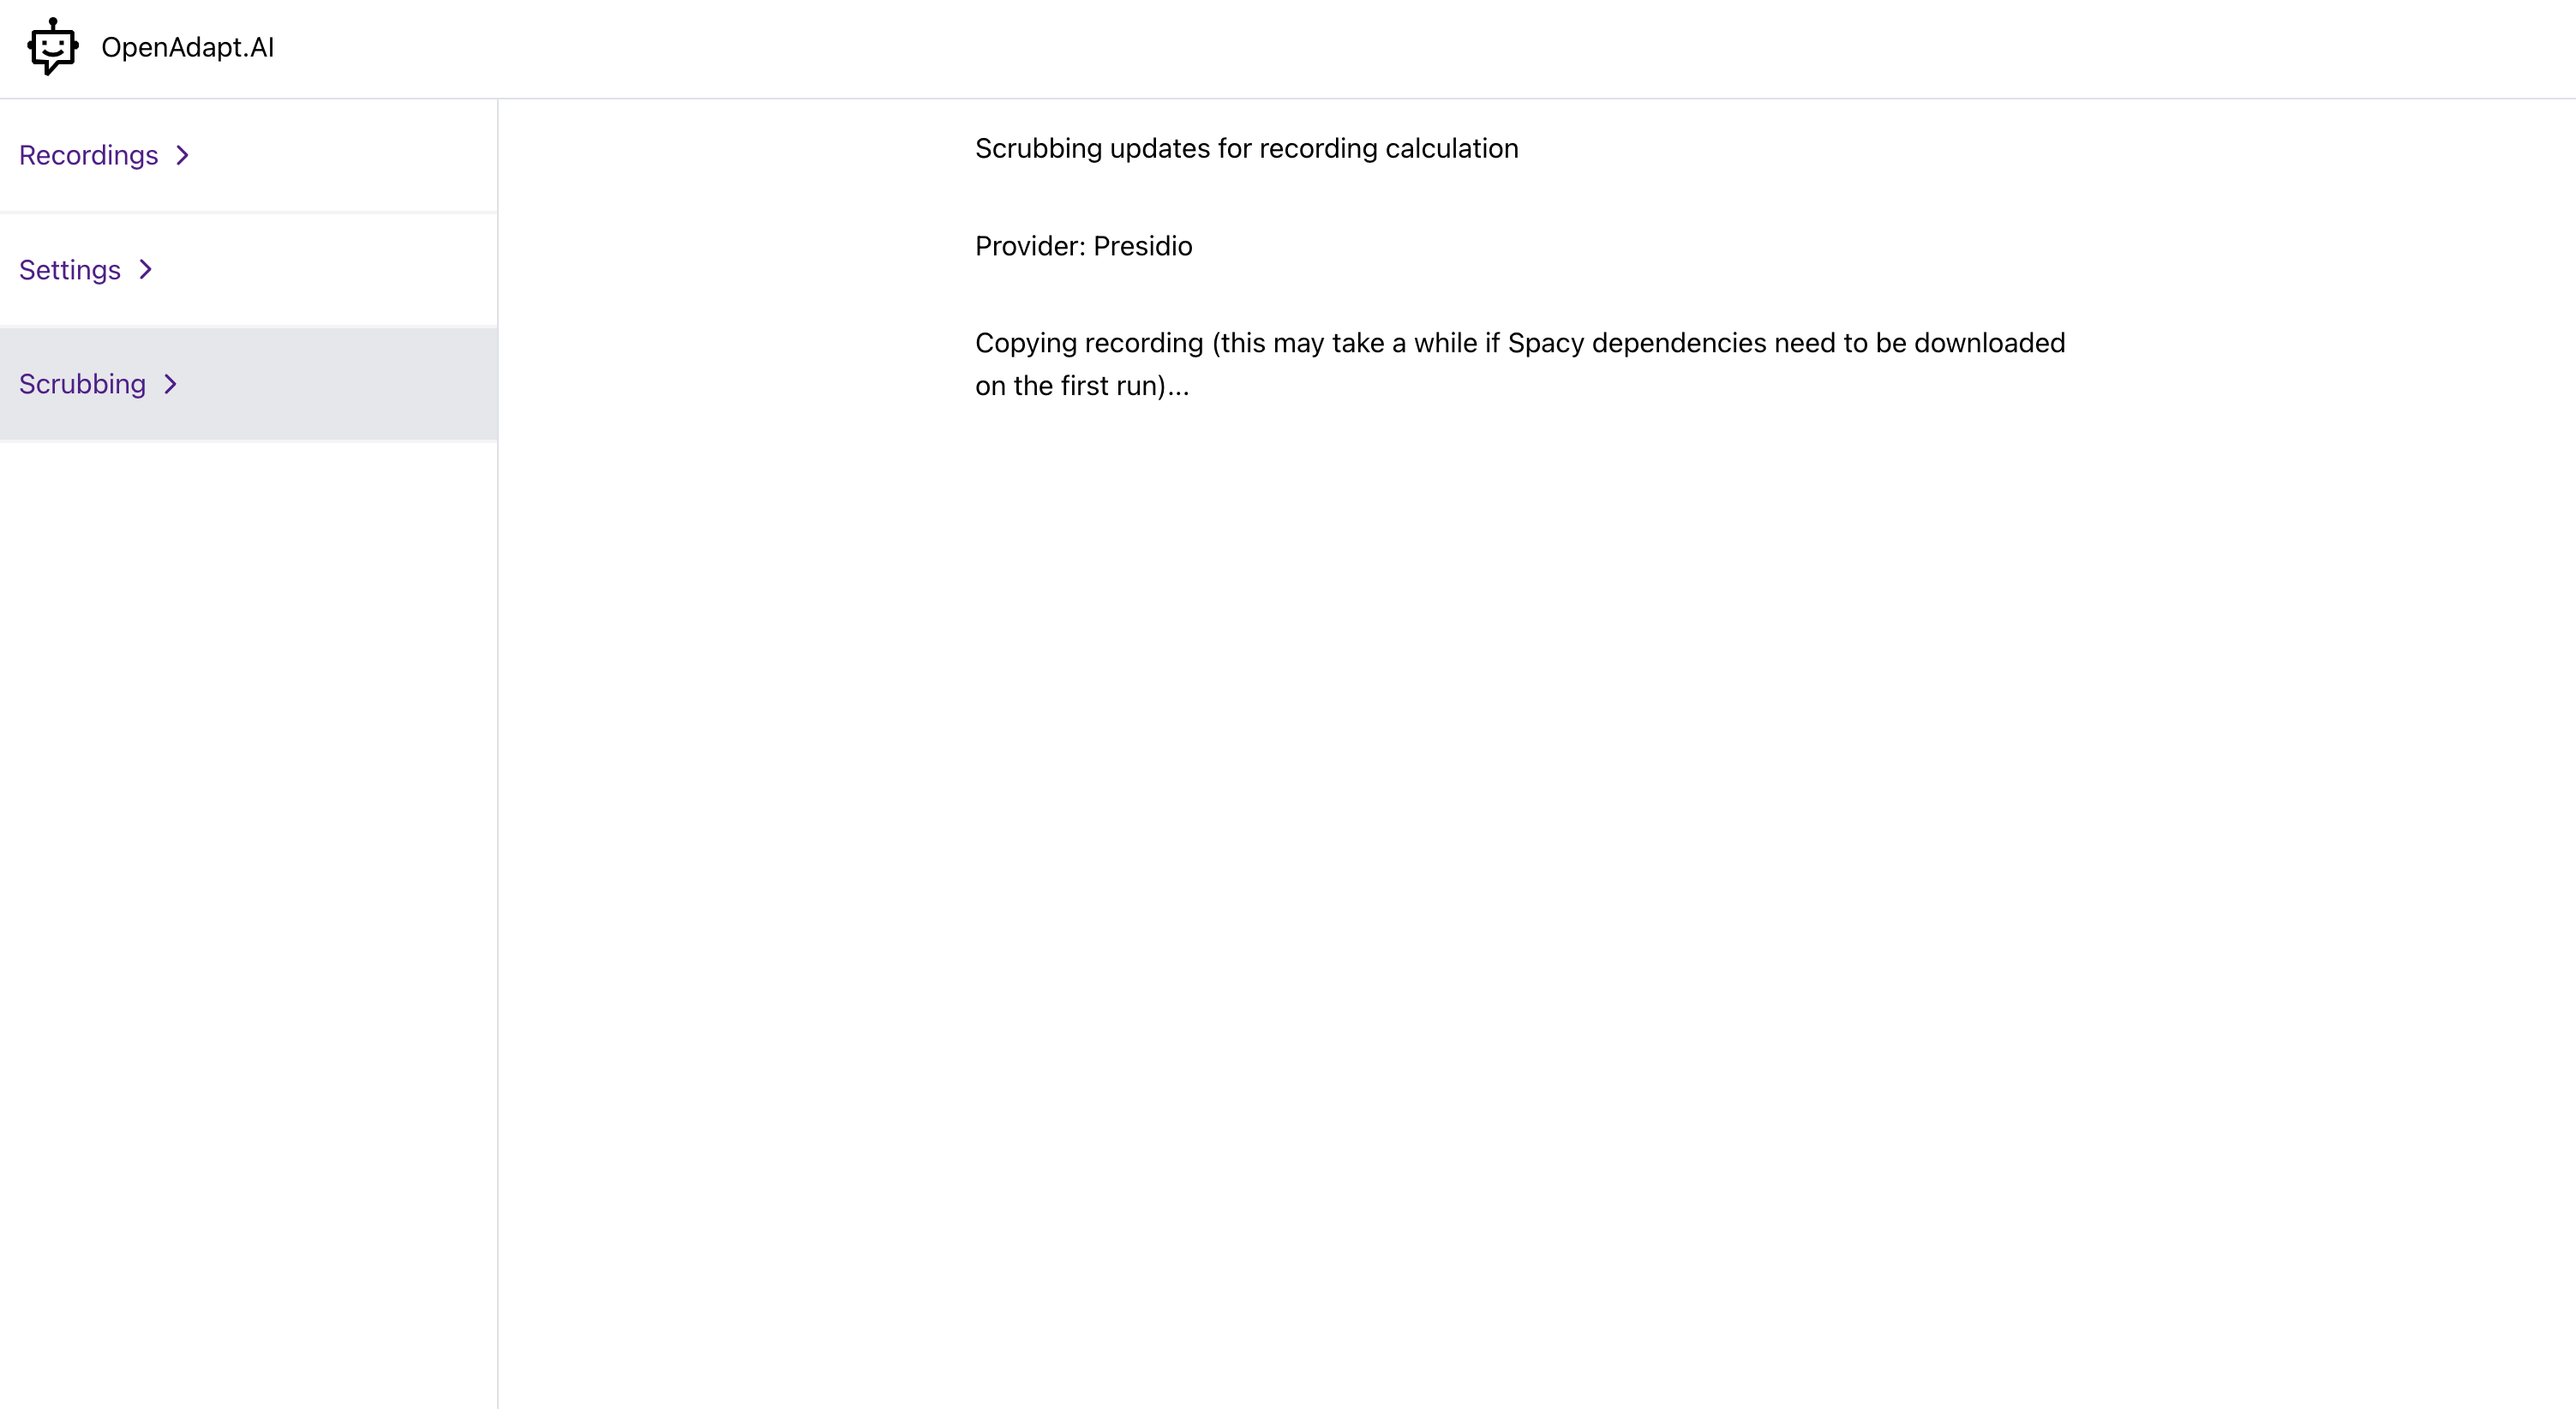 OpenAdapt.AI
Recordings
Settings
Scrubbing
Scrubbing updates for recording calculation
Provider: Presidio
Copying recording (this may take a while if Spacy dependencies need to be downloaded
on the first run)...